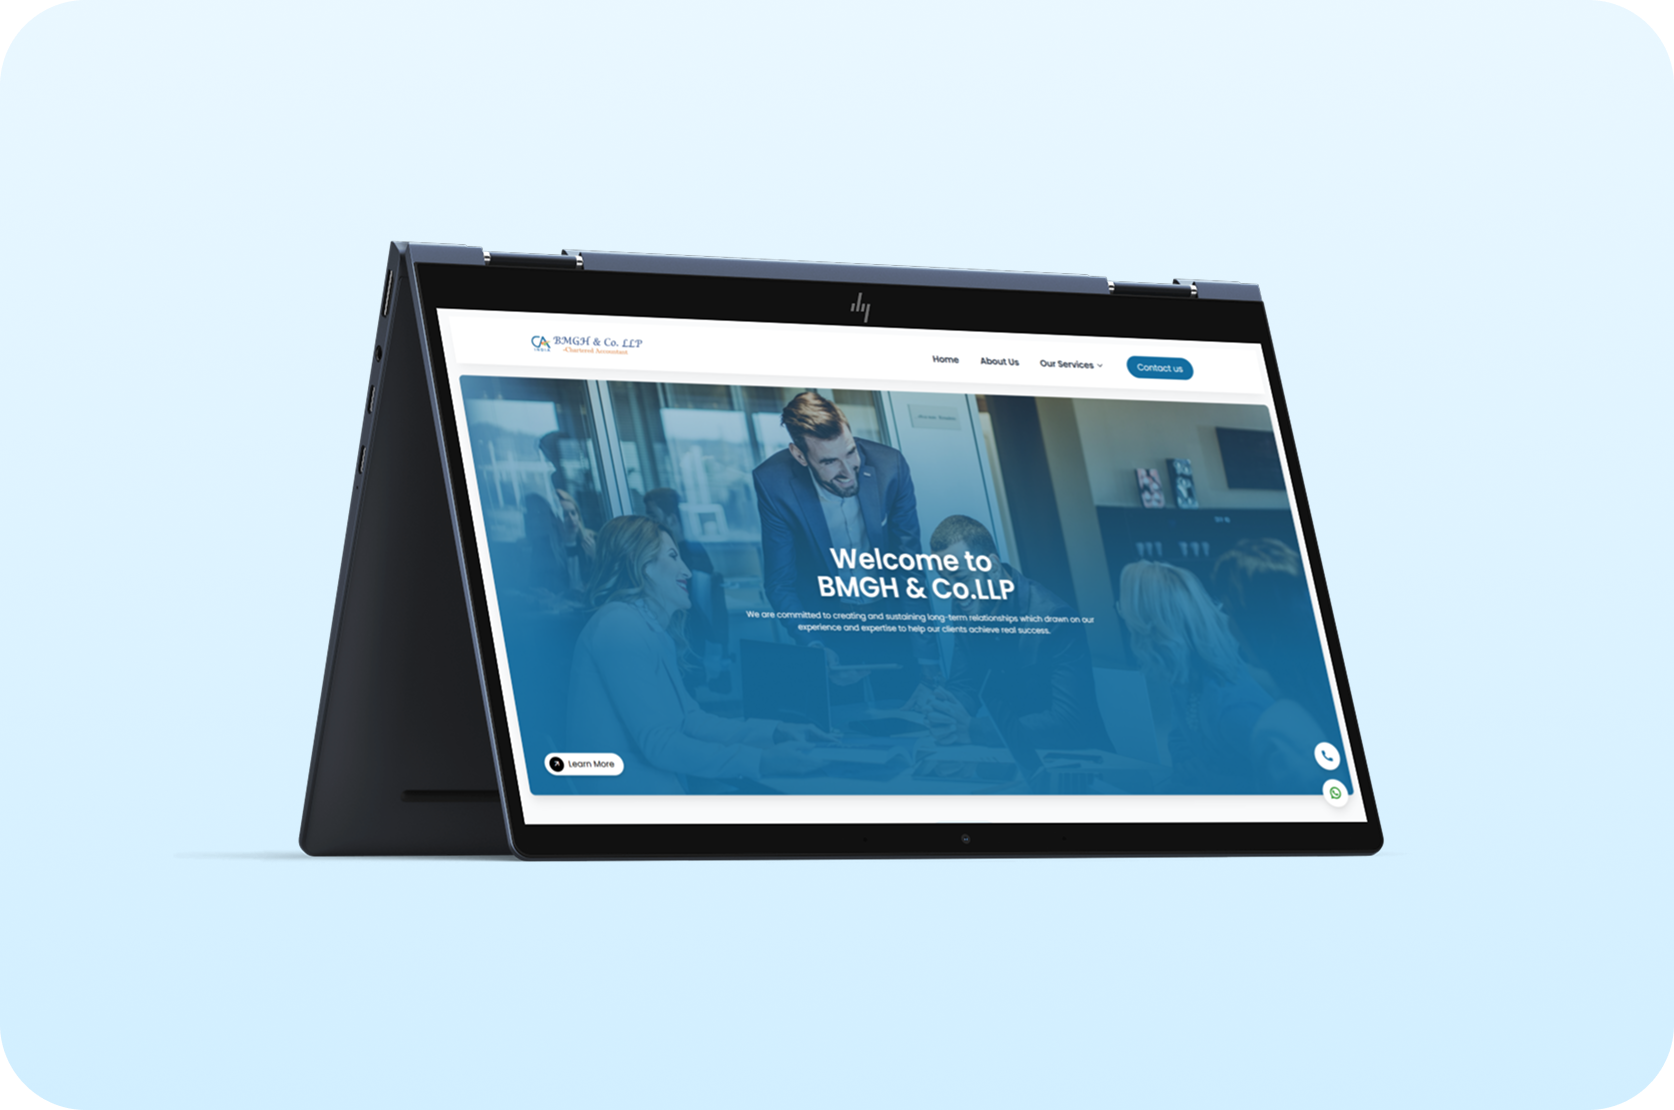 hp
CA BMGH & Co. LLP
INDIA -Chartered Accountant
Home About Us Our Services Contact us
Welcome to
BMGH & Co.LLP
We are committed to creating and sustaining long-term relationships which drawn on our
experience and expertise to help our clients achieve real success.
Learn More